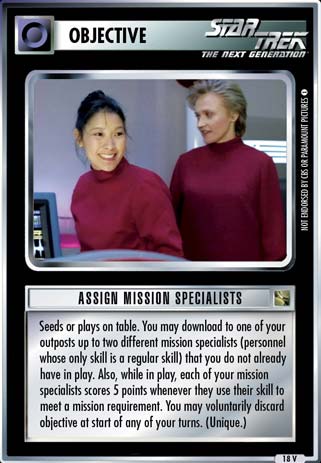 OBJECTIVE
STAR TREK
THE NEXT GENERATION
NOT ENDORSED BY CBS OR PARAMOUNT PICTURES
ASSIGN MISSION SPECIALISTS
Seeds or plays on table. You may download to one of your
outposts up to two different mission specialists (personnel
whose only skill is a regular skill) that you do not already
have in play. Also, while in play, each of your mission
specialists scores 5 points whenever they use their skill to
meet a mission requirement. You may voluntarily discard
objective at start of any of your turns. (Unique.)
18 V